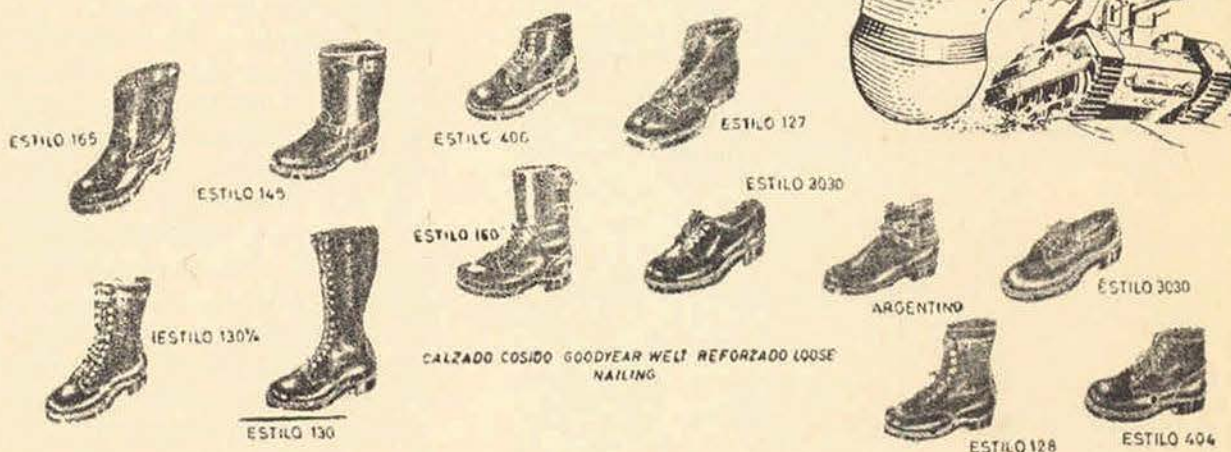 ESTILO 165
ESTILO 145
ESTILO 406
ESTILO 127
ESTILO 160
ESTILO 3030
ARGENTINO
ESTILO 3030
ESTILO 130¾
ESTILO 130
CALZADO COSIDO GOODYEAR WELT REFORZADO LOOSE
NAILING
ESTILO 128
ESTILO 404